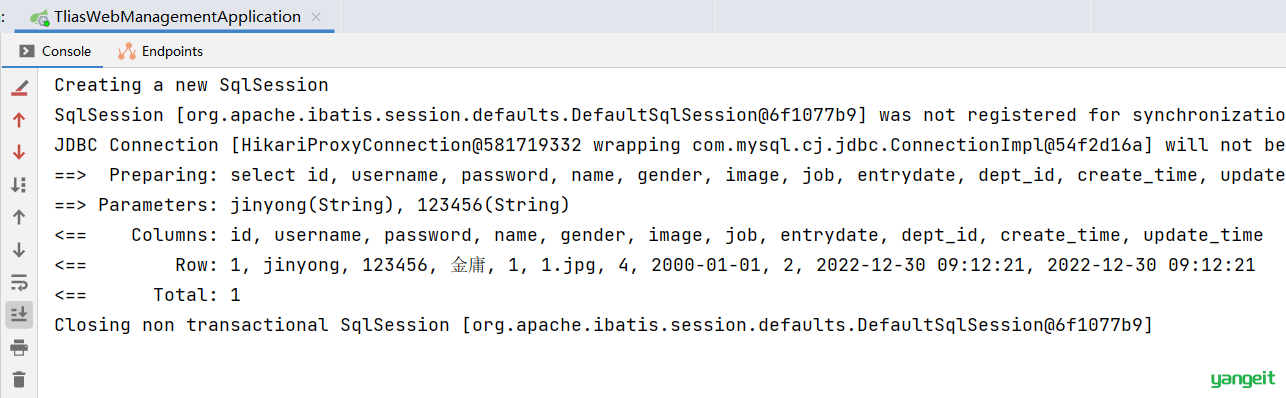 :
TliasWebManagementApplication
Console Endpoints
Creating a new SqlSession
SqlSession [org.apache.ibatis.session.defaults.DefaultSqlSession@6f1077b9] was not registered for synchronizatio
JDBC Connection [HikariProxyConnection@581719332 wrapping com.mysql.cj.jdbc.ConnectionImpl@54f2d16a] will not be
==>  Preparing: select id, username, password, name, gender, image, job, entrydate, dept_id, create_time, update
==> Parameters: jinyong(String), 123456(String)
<==    Columns: id, username, password, name, gender, image, job, entrydate, dept_id, create_time, update_time
<==        Row: 1, jinyong, 123456, 金庸, 1, 1.jpg, 4, 2000-01-01, 2, 2022-12-30 09:12:21, 2022-12-30 09:12:21
<==      Total: 1
Closing non transactional SqlSession [org.apache.ibatis.session.defaults.DefaultSqlSession@6f1077b9]
yangeit